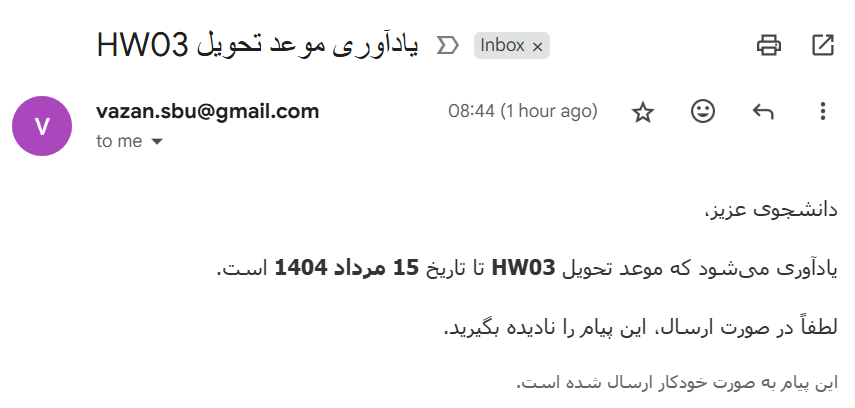 یادآوری موعد تحویل HW03
Inbox ×
V
vazan.sbu@gmail.com
08:44 (1 hour ago)
to me
دانشجوی عزیز،
یادآوری می‌شود که موعد تحویل HW03 تا تاریخ 15 مرداد 1404 است.
لطفاً در صورت ارسال، این پیام را نادیده بگیرید.
این پیام به صورت خودکار ارسال شده است.